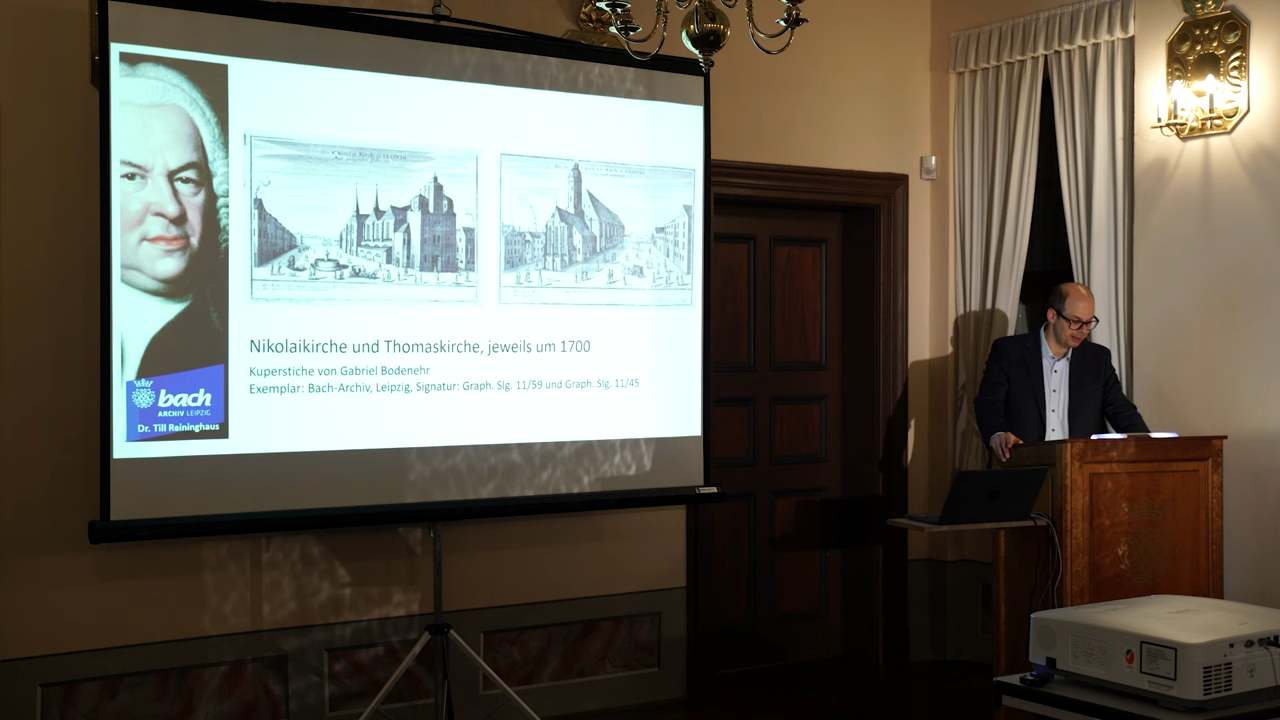 bach
ARCHIV LEIPZIG
Dr. Till Reininghaus
Nikolaikirche und Thomaskirche, jeweils um 1700
Kuperstiche von Gabriel Bodenehr
Exemplar: Bach-Archiv, Leipzig, Signatur: Graph. Slg. 11/59 und Graph. Slg. 11/45